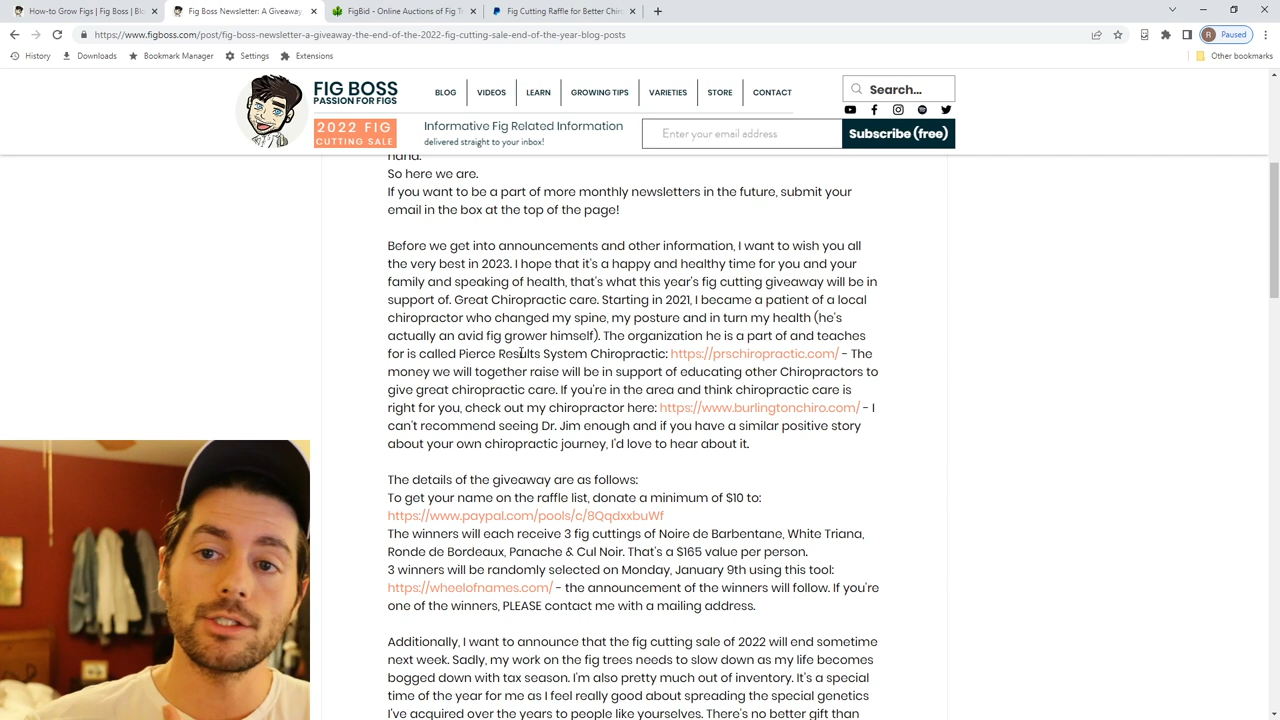 How-to Grow Figs | Fig Boss | Blo
Fig Boss Newsletter: A Giveaway
FigBid - Online Auctions of Fig Tr
Fig Cutting Raffle for Better Chiro
https://www.figboss.com/post/fig-boss-newsletter-a-giveaway-the-end-of-the-2022-fig-cutting-sale-end-of-the-year-blog-posts
R Paused
History
Downloads
Bookmark Manager
Settings
Extensions
Other bookmarks
FIG BOSS
PASSION FOR FIGS
BLOG
VIDEOS
LEARN
GROWING TIPS
VARIETIES
STORE
CONTACT
Search...
2022 FIG
CUTTING SALE
Informative Fig Related Information
delivered straight to your inbox!
Enter your email address
Subscribe (free)
hand.
So here we are.
If you want to be a part of more monthly newsletters in the future, submit your
email in the box at the top of the page!
Before we get into announcements and other information, I want to wish you all
the very best in 2023. I hope that it's a happy and healthy time for you and your
family and speaking of health, that's what this year's fig cutting giveaway will be in
support of. Great Chiropractic care. Starting in 2021, I became a patient of a local
chiropractor who changed my spine, my posture and in turn my health (he's
actually an avid fig grower himself). The organization he is a part of and teaches
for is called Pierce Results System Chiropractic: https://prschiropractic.com/ - The
money we will together raise will be in support of educating other Chiropractors to
give great chiropractic care. If you're in the area and think chiropractic care is
right for you, check out my chiropractor here: https://www.burlingtonchiro.com/ - I
can't recommend seeing Dr. Jim enough and if you have a similar positive story
about your own chiropractic journey, I'd love to hear about it.
The details of the giveaway are as follows:
To get your name on the raffle list, donate a minimum of $10 to:
https://www.paypal.com/pools/c/8Qqdxxbuwf
The winners will each receive 3 fig cuttings of Noire de Barbentane, White Triana,
Ronde de Bordeaux, Panache & Cul Noir. That's a $165 value per person.
3 winners will be randomly selected on Monday, January 9th using this tool:
https://wheelofnames.com/ - the announcement of the winners will follow. If you're
one of the winners, PLEASE contact me with a mailing address.
Additionally, I want to announce that the fig cutting sale of 2022 will end sometime
next week. Sadly, my work on the fig trees needs to slow down as my life becomes
bogged down with tax season. I'm also pretty much out of inventory. It's a special
time of the year for me as I feel really good about spreading the special genetics
I've acquired over the years to people like yourselves. There's no better gift than